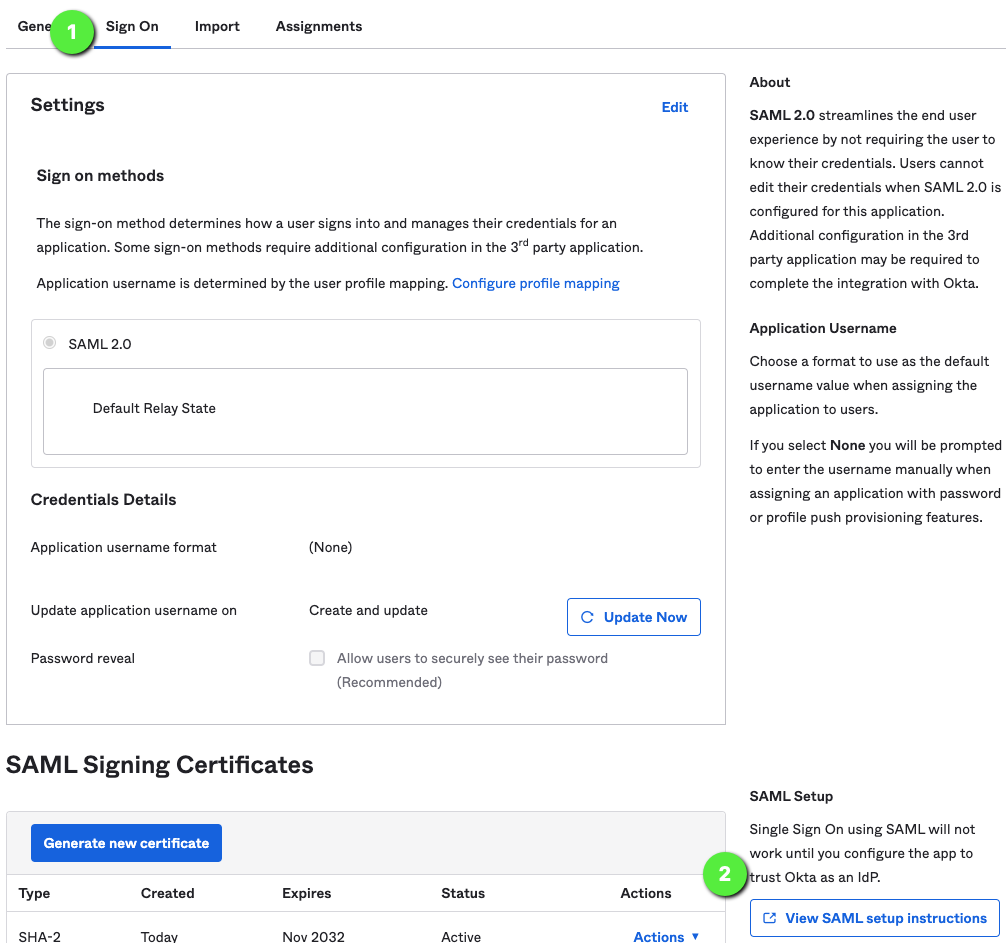 Gene
1
Sign On
Import
Assignments
Settings
Edit
Sign on methods
The sign-on method determines how a user signs into and manages their credentials for an
application. Some sign-on methods require additional configuration in the 3rd party application.
Application username is determined by the user profile mapping. Configure profile mapping
SAML 2.0
Default Relay State
Credentials Details
Application username format
(None)
Update application username on
Create and update
Update Now
Password reveal
Allow users to securely see their password
(Recommended)
About
SAML 2.0 streamlines the end user
experience by not requiring the user to
know their credentials. Users cannot
edit their credentials when SAML 2.0 is
configured for this application.
Additional configuration in the 3rd
party application may be required to
complete the integration with Okta.
Application Username
Choose a format to use as the default
username value when assigning the
application to users.
If you select None you will be prompted
to enter the username manually when
assigning an application with password
or profile push provisioning features.
SAML Signing Certificates
Generate new certificate
Type
Created
Expires
Status
Actions
SHA-2
Today
Nov 2032
Active
Actions
SAML Setup
Single Sign On using SAML will not
work until you configure the app to
trust Okta as an IdP.
2
View SAML setup instructions